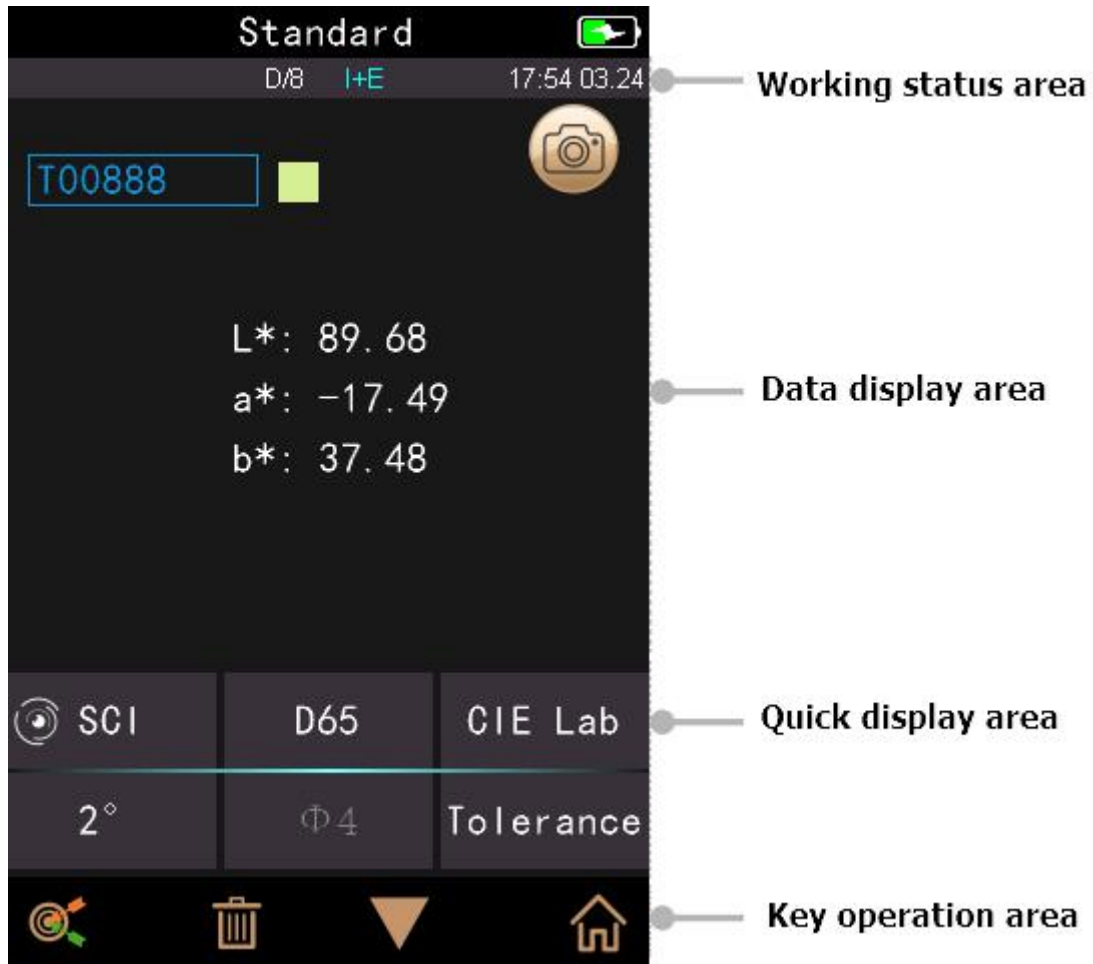 Standard
D/8 I+E 17:54 03.24
Working status area
T00888
L*: 89.68
a*: -17.49
b*: 37.48
Data display area
SCI D65 CIE Lab
Quick display area
2° Φ4 Tolerance
Key operation area